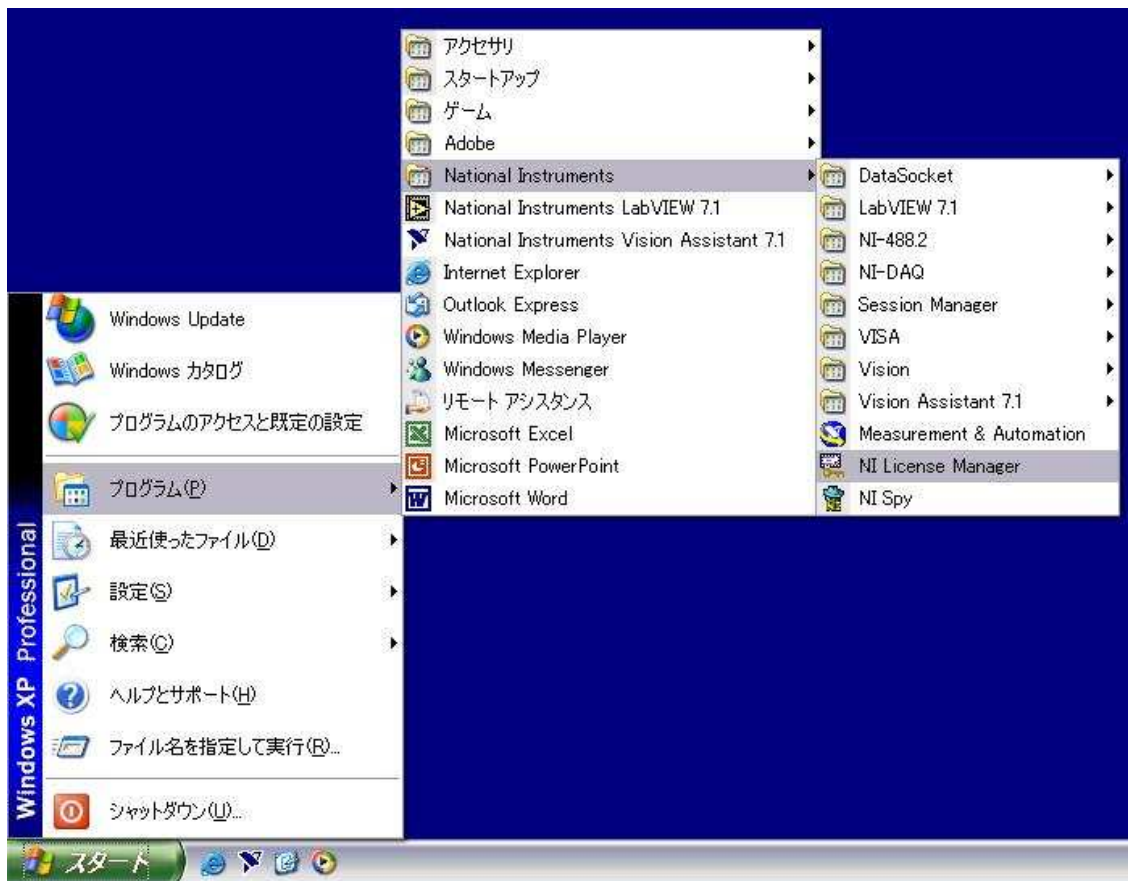 アクセサリ
スタートアップ
ゲーム
Adobe
National Instruments
National Instruments LabVIEW 7.1
National Instruments Vision Assistant 7.1
Internet Explorer
Outlook Express
Windows Media Player
Windows Messenger
リモート アシスタンス
Microsoft Excel
Microsoft PowerPoint
Microsoft Word
DataSocket
LabVIEW 7.1
NI-488.2
NI-DAQ
Session Manager
VISA
Vision
Vision Assistant 7.1
Measurement & Automation
NI License Manager
NI Spy
Windows Update
Windows カタログ
プログラムのアクセスと既定の設定
プログラム(P)
最近使ったファイル(D)
設定(S)
検索(C)
ヘルプとサポート(H)
ファイル名を指定して実行(R)...
シャットダウン(U)...
Windows XP Professional
スタート